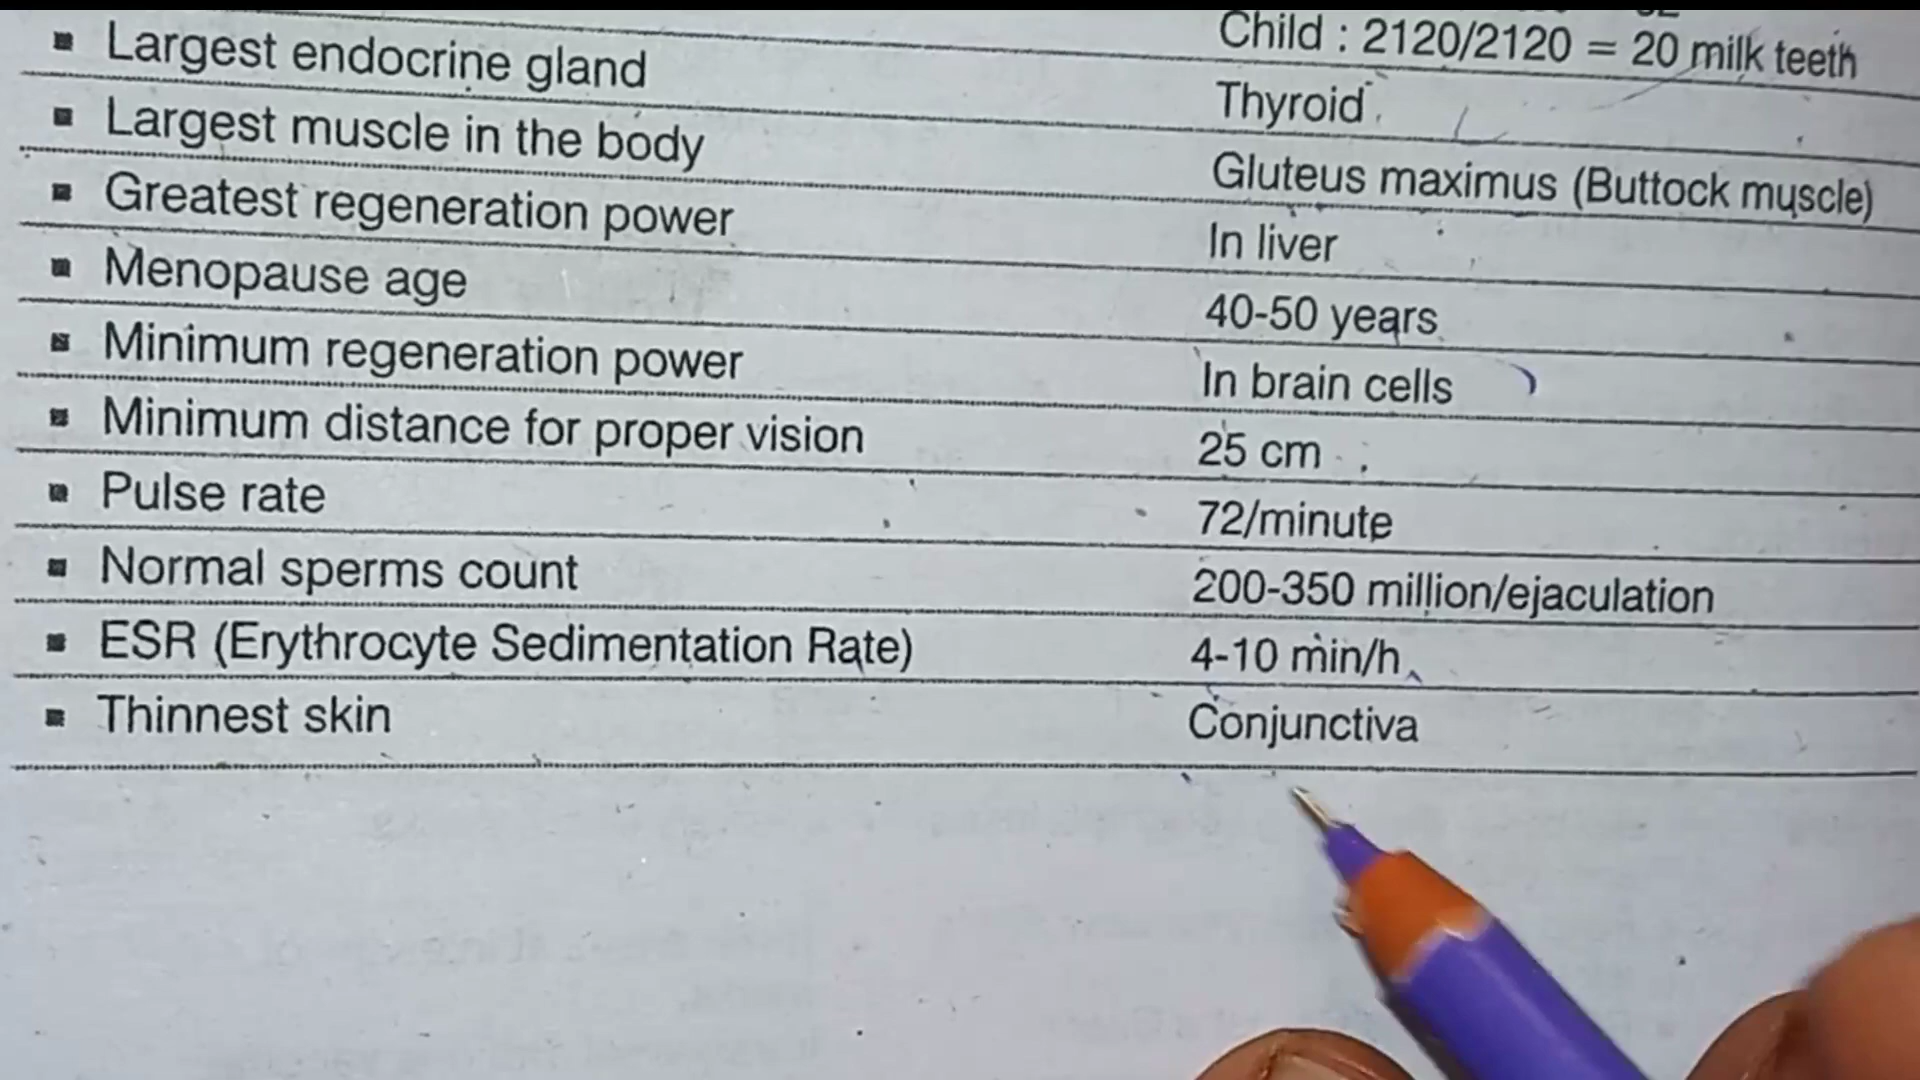 Child : 2120/2120 = 20 milk teeth
▪ Largest endocrine gland Thyroid
▪ Largest muscle in the body Gluteus maximus (Buttock muscle)
▪ Greatest regeneration power In liver
▪ Menopause age 40-50 years
▪ Minimum regeneration power In brain cells
▪ Minimum distance for proper vision 25 cm
▪ Pulse rate 72/minute
▪ Normal sperms count 200-350 million/ejaculation
▪ ESR (Erythrocyte Sedimentation Rate) 4-10 min/h
▪ Thinnest skin Conjunctiva